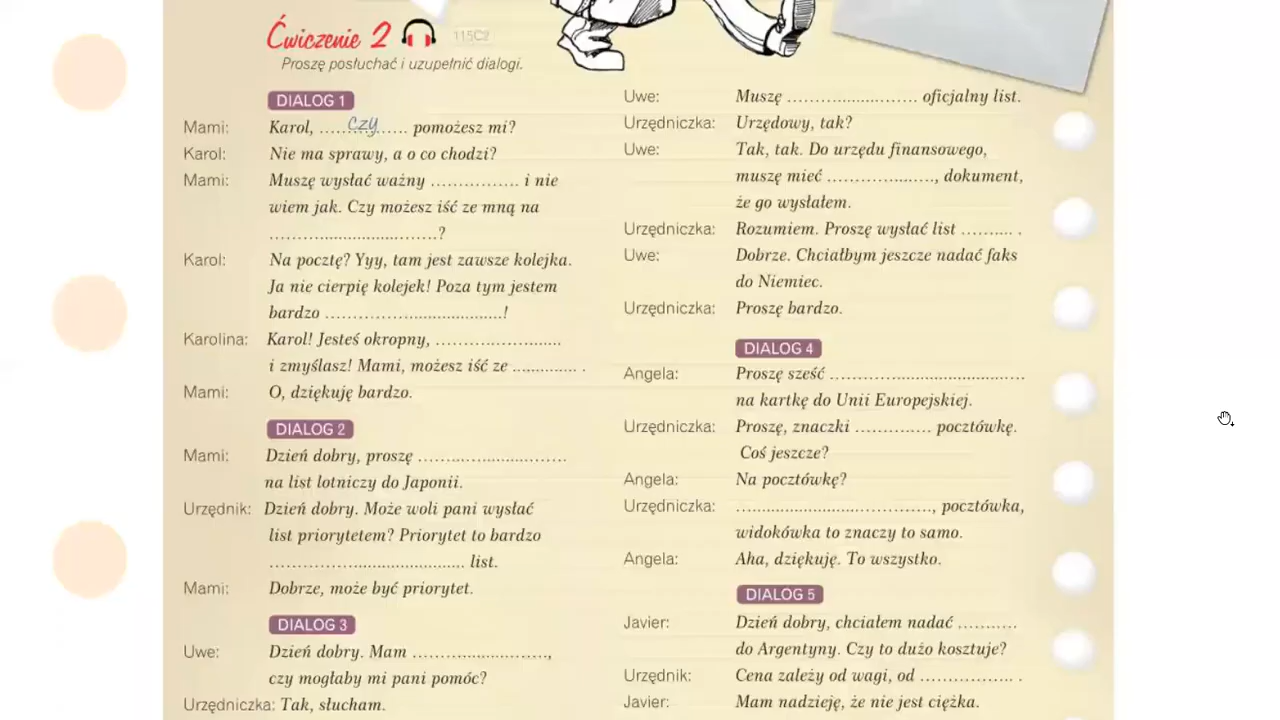 Ćwiczenie 2 115C2
Proszę posłuchać i uzupełnić dialogi.
DIALOG 1
Mami: Karol, ......czy...... pomożesz mi?
Karol: Nie ma sprawy, a o co chodzi?
Mami: Muszę wysłać ważny ................ i nie
wiem jak. Czy możesz iść ze mną na
..............................?
Karol: Na pocztę? Yyy, tam jest zawsze kolejka.
Ja nie cierpię kolejek! Poza tym jestem
bardzo ................................!
Karolina: Karol! Jesteś okropny, ......................
i zmyślasz! Mami, możesz iść ze ............. .
Mami: O, dziękuję bardzo.
DIALOG 2
Mami: Dzień dobry, proszę ..........................
na list lotniczy do Japonii.
Urzędnik: Dzień dobry. Może woli pani wysłać
list priorytetem? Priorytet to bardzo
.................................. list.
Mami: Dobrze, może być priorytet.
DIALOG 3
Uwe: Dzień dobry. Mam ........................,
czy mogłaby mi pani pomóc?
Urzędniczka: Tak, słucham.
Uwe: Muszę ....................... oficjalny list.
Urzędniczka: Urzędowy, tak?
Uwe: Tak, tak. Do urzędu finansowego,
muszę mieć ..................., dokument,
że go wysłałem.
Urzędniczka: Rozumiem. Proszę wysłać list .......... .
Uwe: Dobrze. Chciałbym jeszcze nadać faks
do Niemiec.
Urzędniczka: Proszę bardzo.
DIALOG 4
Angela: Proszę sześć ..................................
na kartkę do Unii Europejskiej.
Urzędniczka: Proszę, znaczki ............. pocztówkę.
Coś jeszcze?
Angela: Na pocztówkę?
Urzędniczka: ..................................., pocztówka,
widokówka to znaczy to samo.
Angela: Aha, dziękuję. To wszystko.
DIALOG 5
Javier: Dzień dobry, chciałem nadać ..........
do Argentyny. Czy to dużo kosztuje?
Urzędnik: Cena zależy od wagi, od ................ .
Javier: Mam nadzieję, że nie jest ciężka.